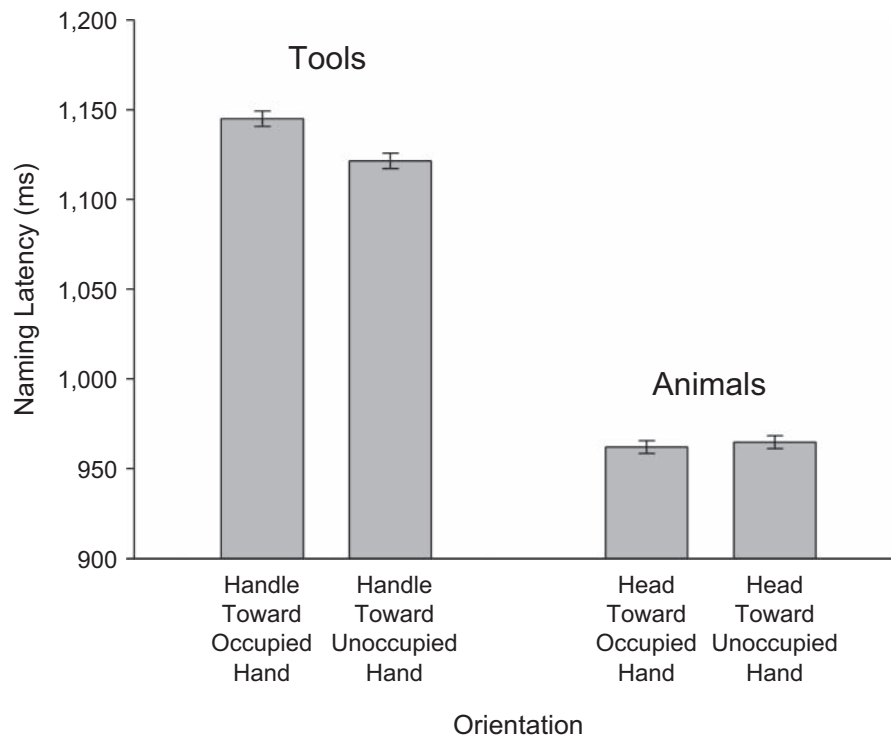 1,200
1,150
1,100
1,050
1,000
950
900
Naming Latency (ms)
Tools
Animals
Handle
Toward
Occupied
Hand
Handle
Toward
Unoccupied
Hand
Head
Toward
Occupied
Hand
Head
Toward
Unoccupied
Hand
Orientation